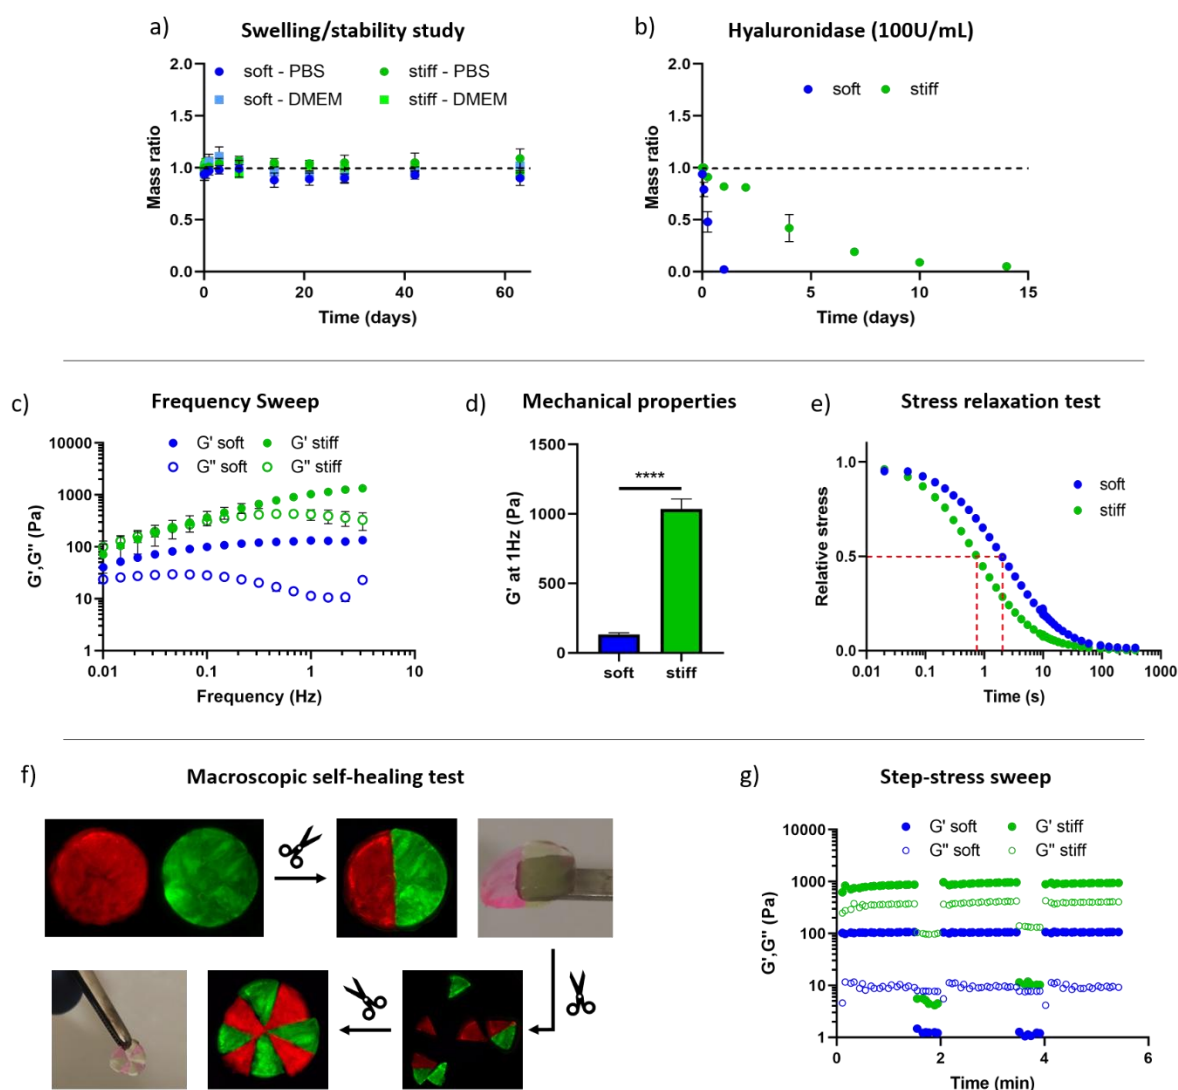 a) Swelling/stability study
soft - PBS
stiff - PBS
soft - DMEM
stiff - DMEM
Mass ratio
2.0
1.5
1.0
0.5
0.0
0 20 40 60
Time (days)
b) Hyaluronidase (100U/mL)
soft
stiff
Mass ratio
2.0
1.5
1.0
0.5
0.0
0 5 10 15
Time (days)
c) Frequency Sweep
G' soft
G' stiff
G" soft
G" stiff
G',G'' (Pa)
10000
1000
100
10
1
0.01 0.1 1 10
Frequency (Hz)
d) Mechanical properties
G' at 1Hz (Pa)
1500
1000
500
0
****
soft stiff
e) Stress relaxation test
soft
stiff
Relative stress
1.0
0.5
0.0
0.01 0.1 1 10 100 1000
Time (s)
f) Macroscopic self-healing test
g) Step-stress sweep
G' soft
G' stiff
G" soft
G" stiff
G',G'' (Pa)
10000
1000
100
10
1
0 2 4 6
Time (min)